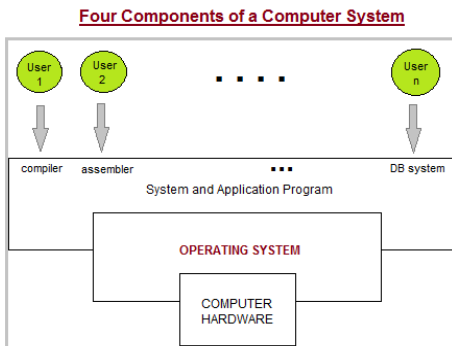 Four Components of a Computer System
User
1
User
2
. . . .
User
n
compiler
assembler
...
DB system
System and Application Program
OPERATING SYSTEM
COMPUTER
HARDWARE